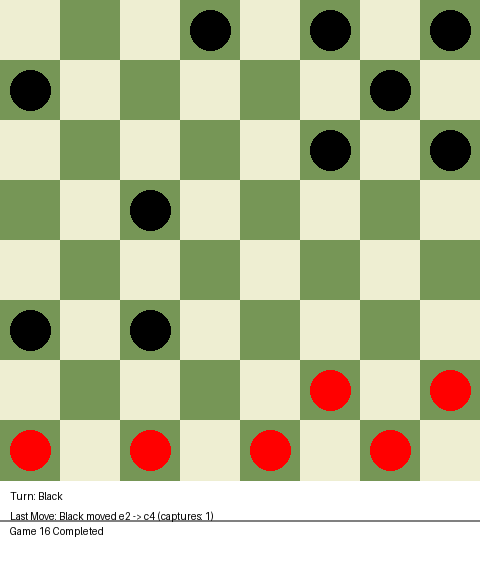 Turn: Black
Last Move: Black moved e2 -> c4 (captures: 1)
Game 16 Completed